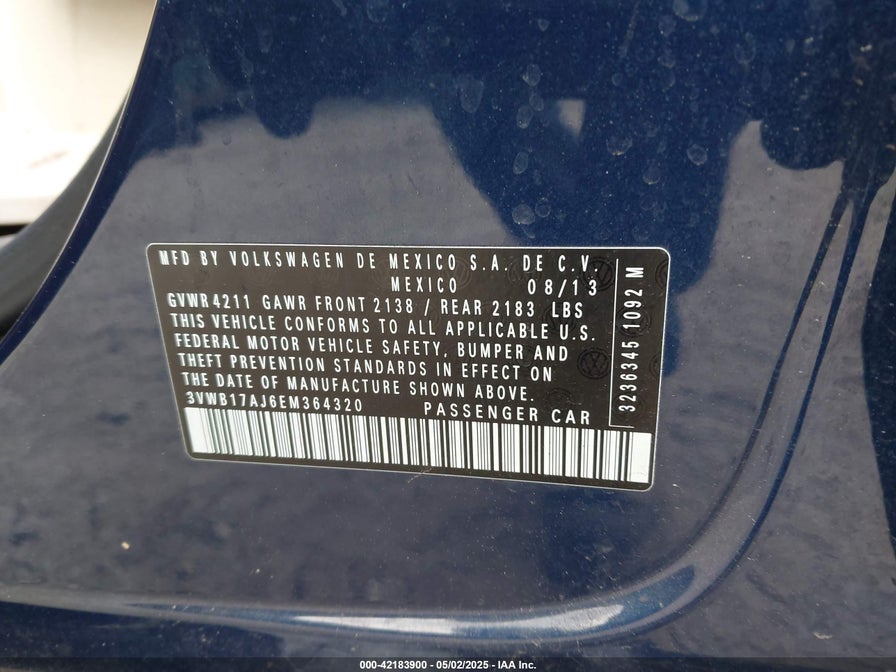 MFD BY VOLKSWAGEN DE MEXICO S.A. DE C.V.
MEXICO 08/13
GVWR 4211 GAWR FRONT 2138 / REAR 2183 LBS
THIS VEHICLE CONFORMS TO ALL APPLICABLE U.S.
FEDERAL MOTOR VEHICLE SAFETY, BUMPER AND
THEFT PREVENTION STANDARDS IN EFFECT ON
THE DATE OF MANUFACTURE SHOWN ABOVE.
3VWB17AJ6EM364320 PASSENGER CAR
3236345 1092 M
000-42183900 - 05/02/2025 - IAA Inc.